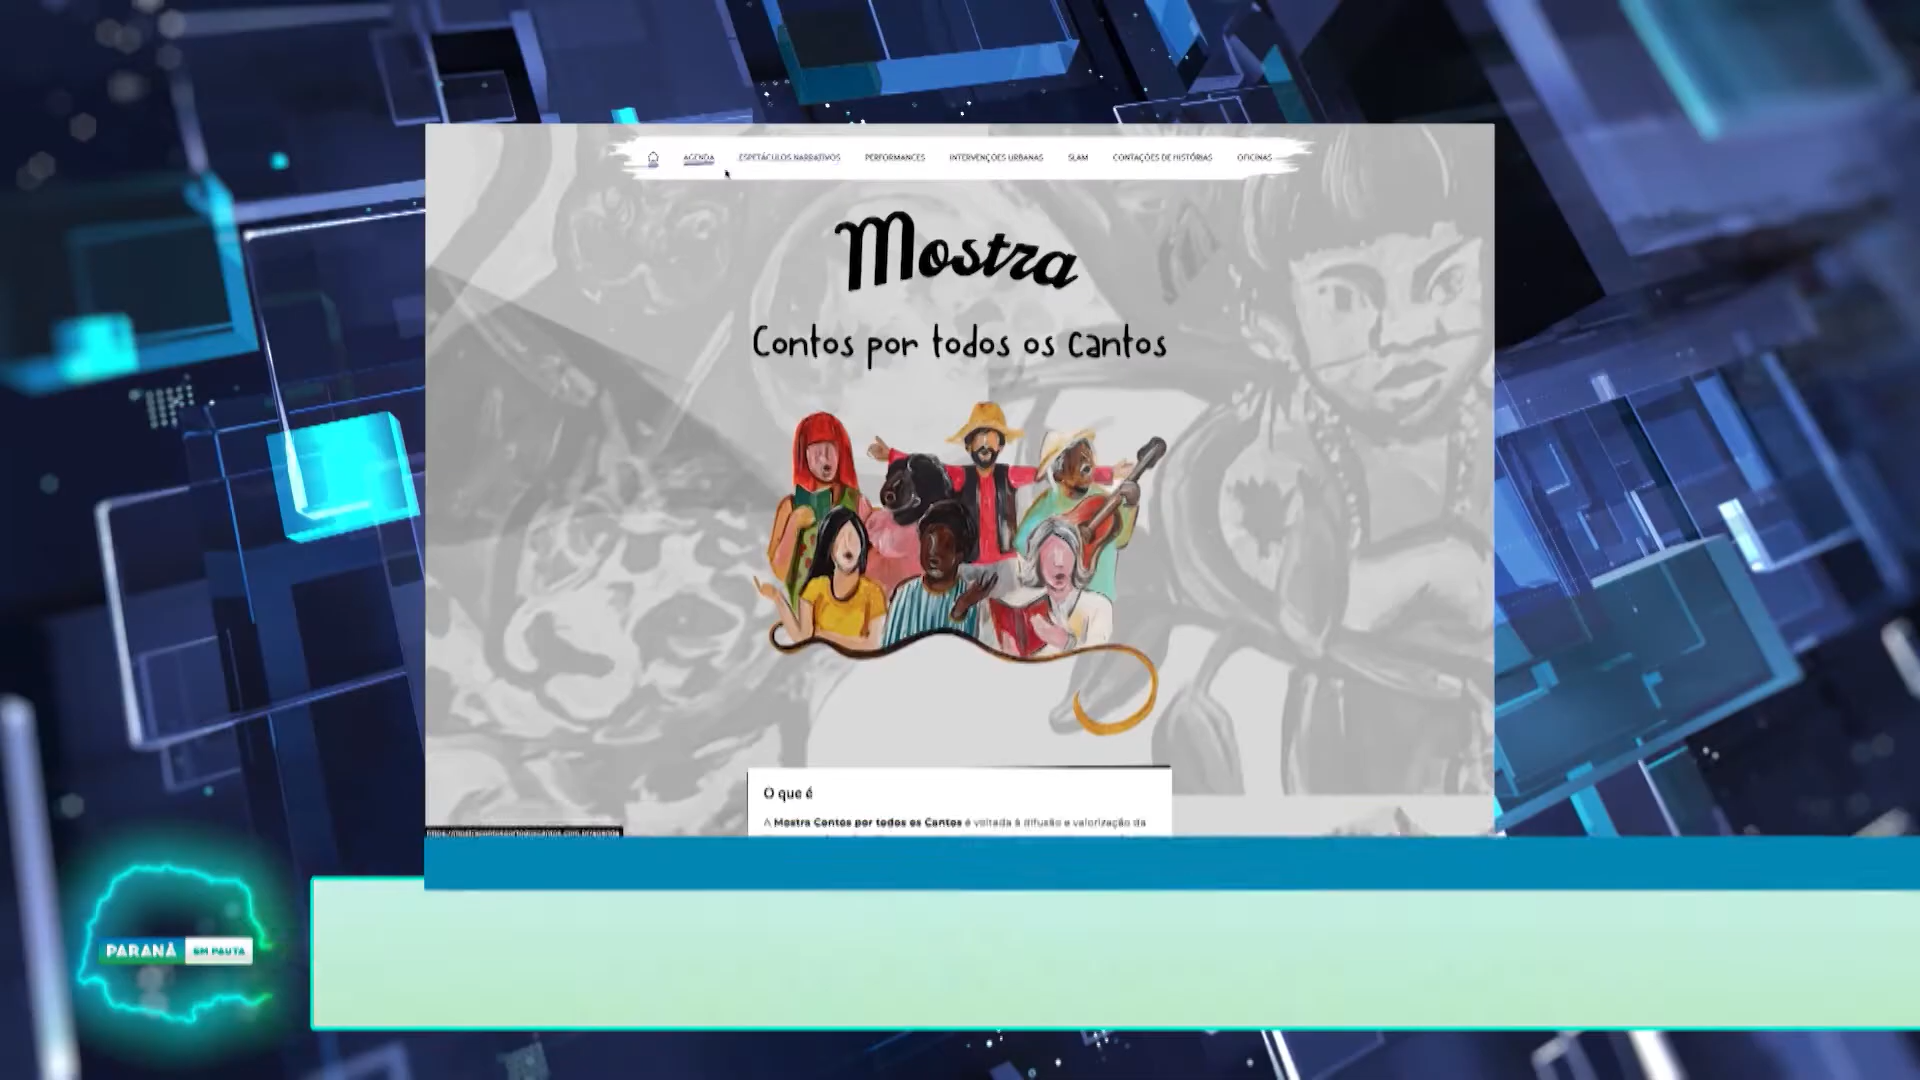 AGENDA ESPETÁCULOS NARRATIVOS PERFORMANCES INTERVENÇÕES URBANAS SLAM CONTAÇÕES DE HISTÓRIAS OFICINAS
Mostra
Contos por todos os Cantos
O que é
A Mostra Contos por todos os Cantos é voltada à difusão e valorização da
PARANÁ EM PAUTA